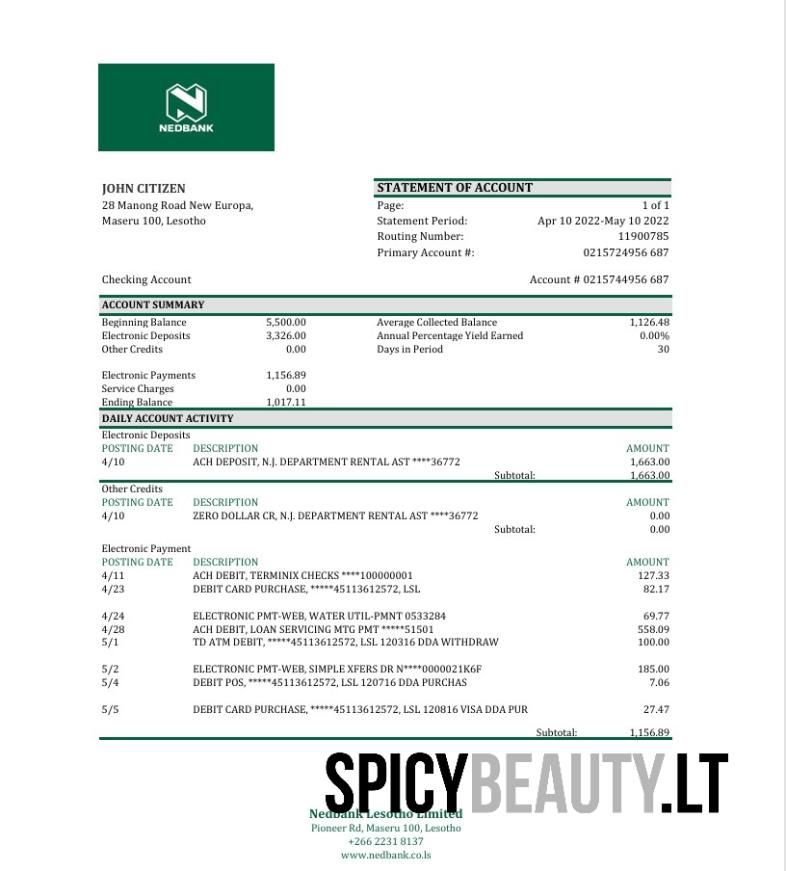 NEDBANK
JOHN CITIZEN
28 Manong Road New Europa,
Maseru 100, Lesotho
STATEMENT OF ACCOUNT
Page: 1 of 1
Statement Period: Apr 10 2022-May 10 2022
Routing Number: 11900785
Primary Account #: 0215724956 687
Checking Account Account # 0215744956 687
ACCOUNT SUMMARY
Beginning Balance 5,500.00 Average Collected Balance 1,126.48
Electronic Deposits 3,326.00 Annual Percentage Yield Earned 0.00%
Other Credits 0.00 Days in Period 30
Electronic Payments 1,156.89
Service Charges 0.00
Ending Balance 1,017.11
DAILY ACCOUNT ACTIVITY
Electronic Deposits
POSTING DATE DESCRIPTION AMOUNT
4/10 ACH DEPOSIT, N.J. DEPARTMENT RENTAL AST ****36772 1,663.00
Subtotal: 1,663.00
Other Credits
POSTING DATE DESCRIPTION AMOUNT
4/10 ZERO DOLLAR CR, N.J. DEPARTMENT RENTAL AST ****36772 0.00
Subtotal: 0.00
Electronic Payment
POSTING DATE DESCRIPTION AMOUNT
4/11 ACH DEBIT, TERMINIX CHECKS ****100000001 127.33
4/23 DEBIT CARD PURCHASE, *****45113612572, LSL 82.17
4/24 ELECTRONIC PMT-WEB, WATER UTIL-PMNT 0533284 69.77
4/28 ACH DEBIT, LOAN SERVICING MTG PMT *****51501 558.09
5/1 TD ATM DEBIT, *****45113612572, LSL 120316 DDA WITHDRAW 100.00
5/2 ELECTRONIC PMT-WEB, SIMPLE XFERS DR N****0000021K6F 185.00
5/4 DEBIT POS, *****45113612572, LSL 120716 DDA PURCHAS 7.06
5/5 DEBIT CARD PURCHASE, *****45113612572, LSL 120816 VISA DDA PUR 27.47
Subtotal: 1,156.89
SPICYBEAUTY.LT
Nedbank Lesotho Limited
Pioneer Rd, Maseru 100, Lesotho
+266 2231 8137
www.nedbank.co.ls